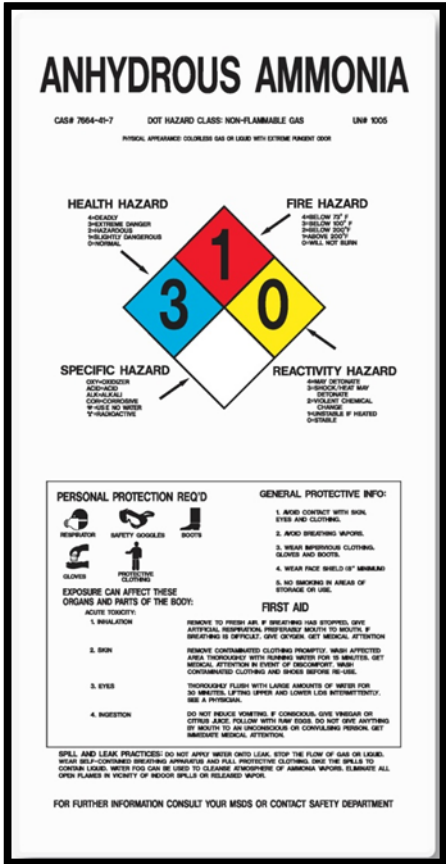 ANHYDROUS AMMONIA
CAS# 7664-41-7 DOT HAZARD CLASS: NON-FLAMMABLE GAS UN# 1005
PHYSICAL APPEARANCE: COLORLESS GAS OR LIQUID WITH EXTREME PUNGENT ODOR
HEALTH HAZARD
4=DEADLY
3=EXTREME DANGER
2=HAZARDOUS
1=SLIGHTLY DANGEROUS
0=NORMAL
FIRE HAZARD
4=BELOW 73° F
3=BELOW 100° F
2=BELOW 200°F
1=ABOVE 200°F
0=WILL NOT BURN
1
3 0
SPECIFIC HAZARD
OXY=OXIDIZER
ACID=ACID
ALK=ALKALI
COR=CORROSIVE
=USE NO WATER
=RADIOACTIVE
REACTIVITY HAZARD
4=MAY DETONATE
3=SHOCK/HEAT MAY
DETONATE
2=VIOLENT CHEMICAL
CHANGE
1=UNSTABLE IF HEATED
0=STABLE
PERSONAL PROTECTION REQ'D
RESPIRATOR SAFETY GOGGLES BOOTS
GLOVES PROTECTIVE
CLOTHING
GENERAL PROTECTIVE INFO:
1. AVOID CONTACT WITH SKIN,
EYES AND CLOTHING.
2. AVOID BREATHING VAPORS.
3. WEAR IMPERVIOUS CLOTHING,
GLOVES AND BOOTS.
4. WEAR FACE SHIELD (8" MINIMUM)
5. NO SMOKING IN AREAS OF
STORAGE OR USE.
EXPOSURE CAN AFFECT THESE
ORGANS AND PARTS OF THE BODY:
FIRST AID
ACUTE TOXICITY:
1. INHALATION REMOVE TO FRESH AIR. IF BREATHING HAS STOPPED, GIVE
ARTIFICIAL RESPIRATION, PREFERABLY MOUTH TO MOUTH. IF
BREATHING IS DIFFICULT, GIVE OXYGEN. GET MEDICAL ATTENTION
2. SKIN REMOVE CONTAMINATED CLOTHING PROMPTLY. WASH AFFECTED
AREA THOROUGHLY WITH RUNNING WATER FOR 15 MINUTES. GET
MEDICAL ATTENTION IN EVENT OF DISCOMFORT. WASH
CONTAMINATED CLOTHING AND SHOES BEFORE RE-USE.
3. EYES THOROUGHLY FLUSH WITH LARGE AMOUNTS OF WATER FOR
30 MINUTES, LIFTING UPPER AND LOWER LIDS INTERMITTENTLY.
SEE A PHYSICIAN.
4. INGESTION DO NOT INDUCE VOMITING. IF CONSCIOUS, GIVE VINEGAR OR
CITRUS JUICE. FOLLOW WITH RAW EGGS. DO NOT GIVE ANYTHING
BY MOUTH TO AN UNCONSCIOUS OR CONVULSING PERSON. GET
IMMEDIATE MEDICAL ATTENTION.
SPILL AND LEAK PRACTICES: DO NOT APPLY WATER ONTO LEAK. STOP THE FLOW OF GAS OR LIQUID.
WEAR SELF-CONTAINED BREATHING APPARATUS AND FULL PROTECTIVE CLOTHING. DIKE THE SPILLS TO
CONTAIN LIQUID. WATER FOG CAN BE USED TO CLEANSE ATMOSPHERE OF AMMONIA VAPORS. ELIMINATE ALL
OPEN FLAMES IN VICINITY OF INDOOR SPILLS OR RELEASED VAPOR.
FOR FURTHER INFORMATION CONSULT YOUR MSDS OR CONTACT SAFETY DEPARTMENT